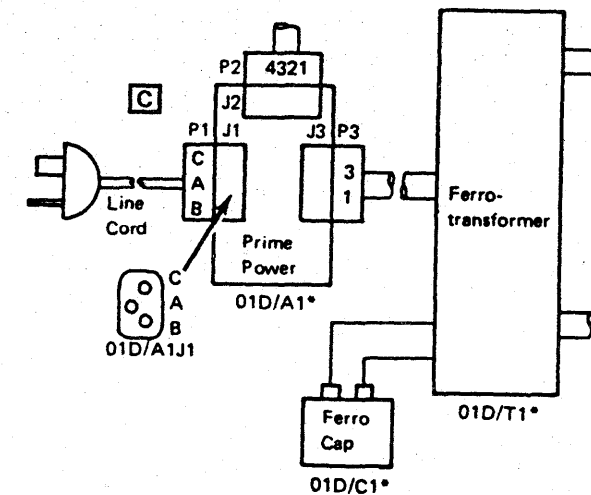 P2 4321
J2
C
P1 J1
J3 P3
C
A
B
3
1
Line
Cord
Ferro-
transformer
Prime
Power
01D/A1*
C
A
B
01D/A1J1
Ferro
Cap
01D/T1*
01D/C1*